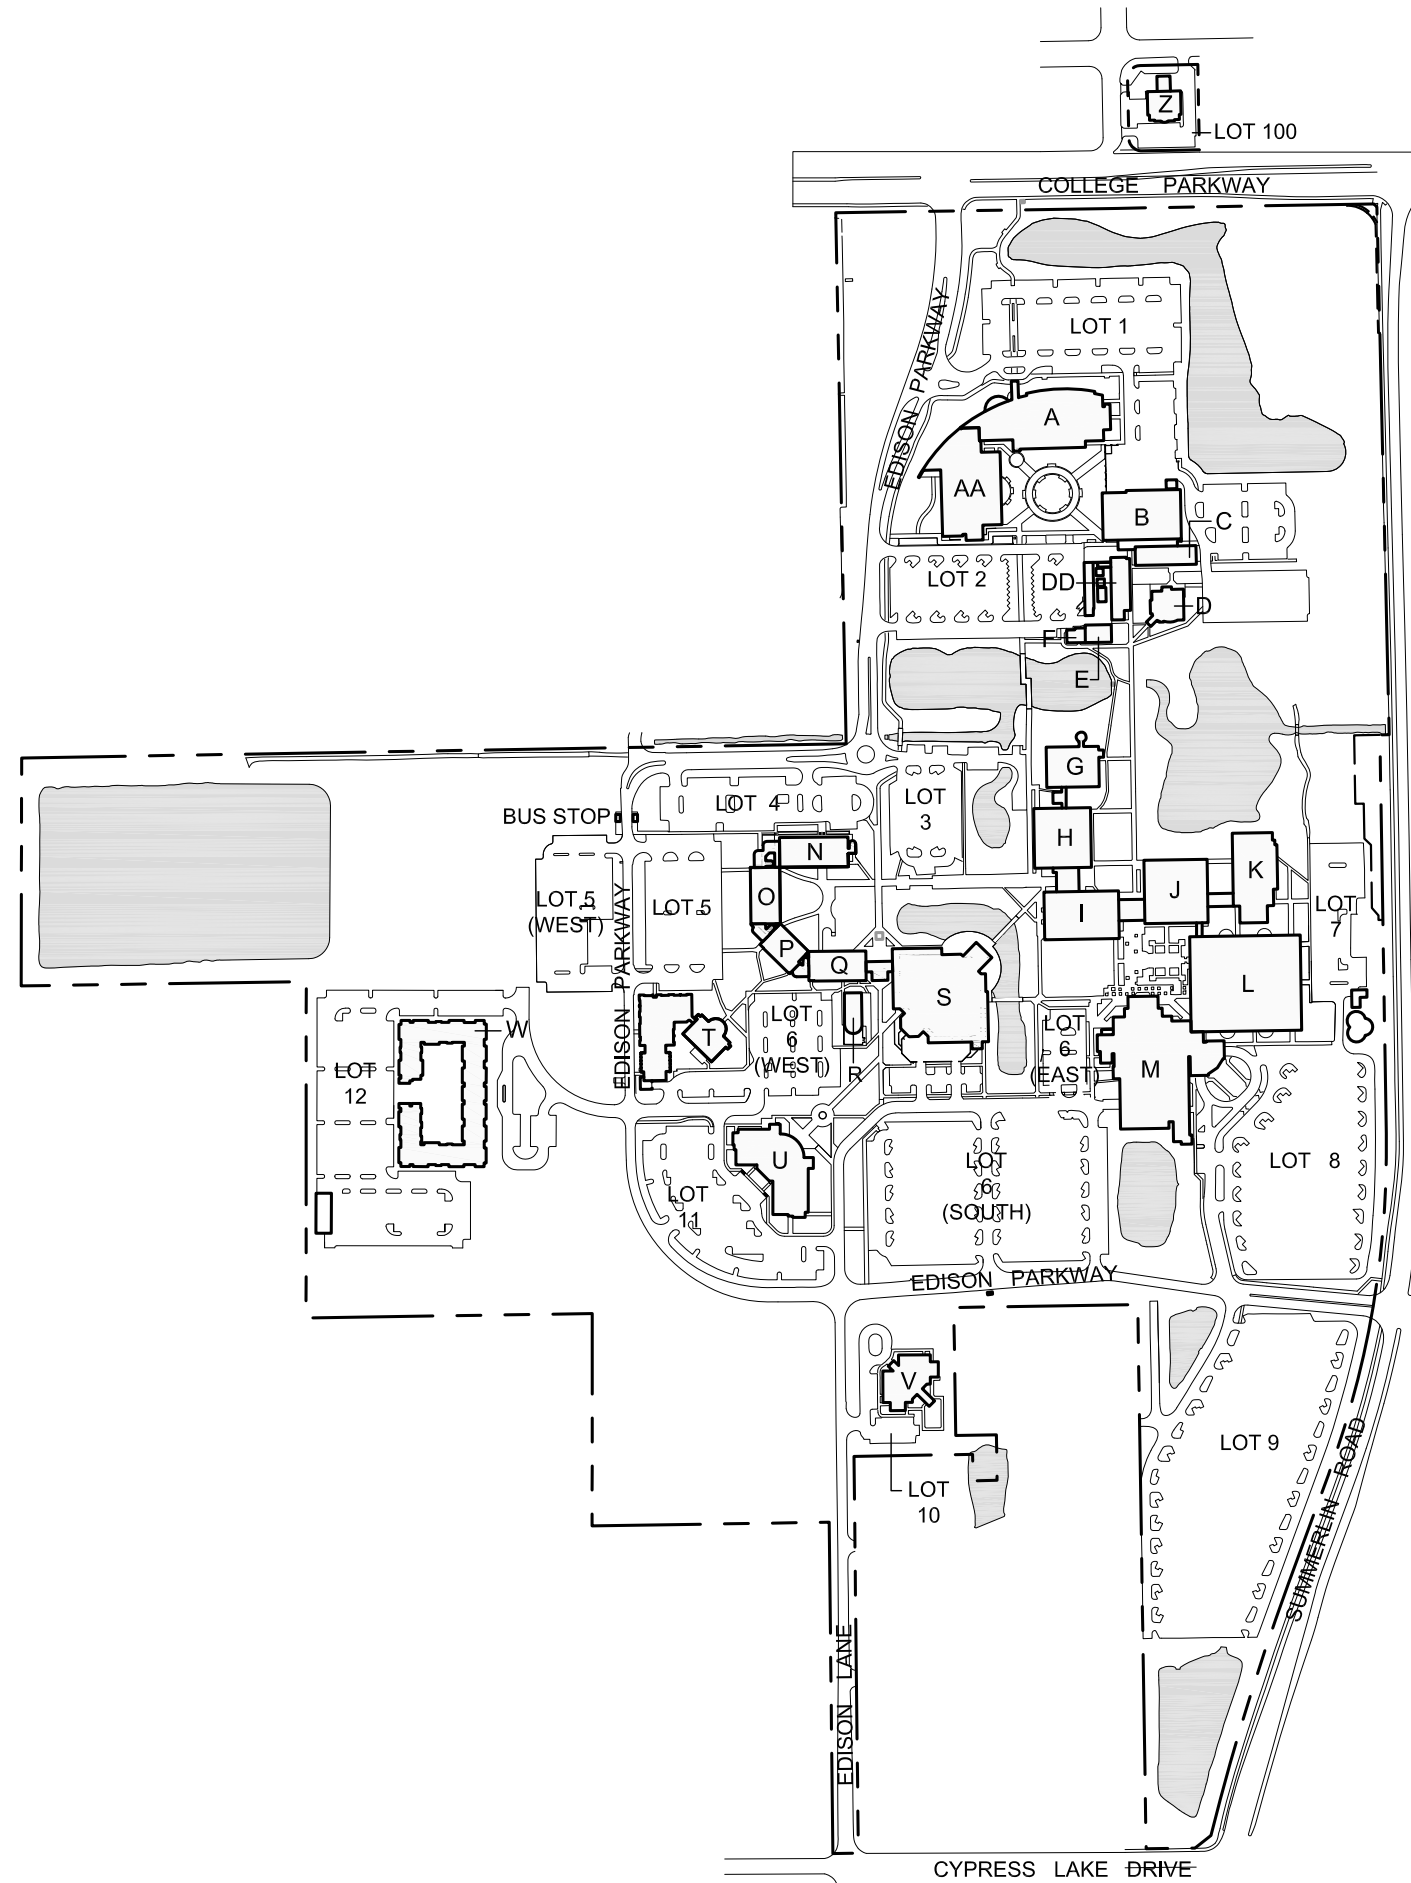 Z
LOT 100
COLLEGE PARKWAY
EDISON PARKWAY
LOT 1
A
AA
B
C
LOT 2
DD
D
F
E
G
LOT 4
LOT
3
BUS STOP
H
N
K
J
O
LOT 5
(WEST)
LOT 5
I
LOT
7
EDISON PARKWAY
P
Q
L
S
W
T
LOT
6
(WEST)
LOT
6
(EAST)
R
M
LOT
12
U
LOT
6
(SOUTH)
LOT 8
LOT
11
EDISON PARKWAY
V
LOT 9
LOT
10
SUMMERLIN ROAD
EDISON LANE
CYPRESS LAKE DRIVE